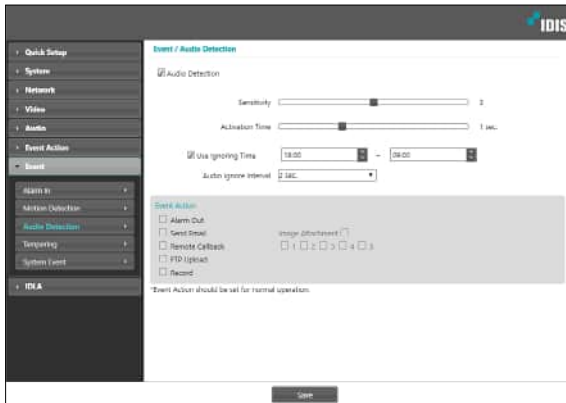 IDIS
Quick Setup
System
Network
Video
Audio
Event Action
Event
Alarm In
Motion Detection
Audio Detection
Tampering
System Event
IDLA
Event / Audio Detection
Audio Detection
Sensitivity 3
Activation Time 1 sec.
Use Ignoring Time 18:00 ~ 09:00
Audio Ignore Interval 2 sec.
Event Action
Alarm Out
Send Email Image Attachment
Remote Callback 1 2 3 4 5
FTP Upload
Record
*Event Action should be set for normal operation.
Save